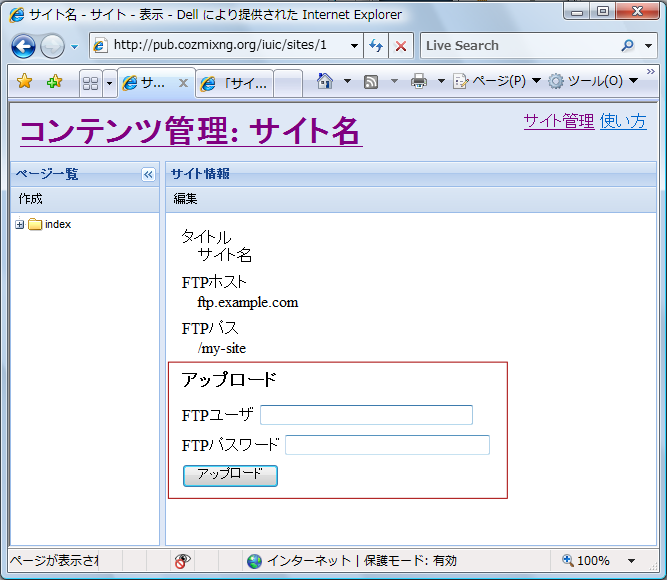 サイト名 - サイト - 表示 - Dell により提供された Internet Explorer
http://pub.cozmixng.org/iuic/sites/1
Live Search
サ... 「サイ... ページ(P) ツール(O)
コンテンツ管理: サイト名
サイト管理 使い方
ページ一覧
作成
index
サイト情報
編集
タイトル
サイト名
FTPホスト
ftp.example.com
FTPパス
/my-site
アップロード
FTPユーザ
FTPパスワード
アップロード
ページが表示され
インターネット | 保護モード: 有効
100%